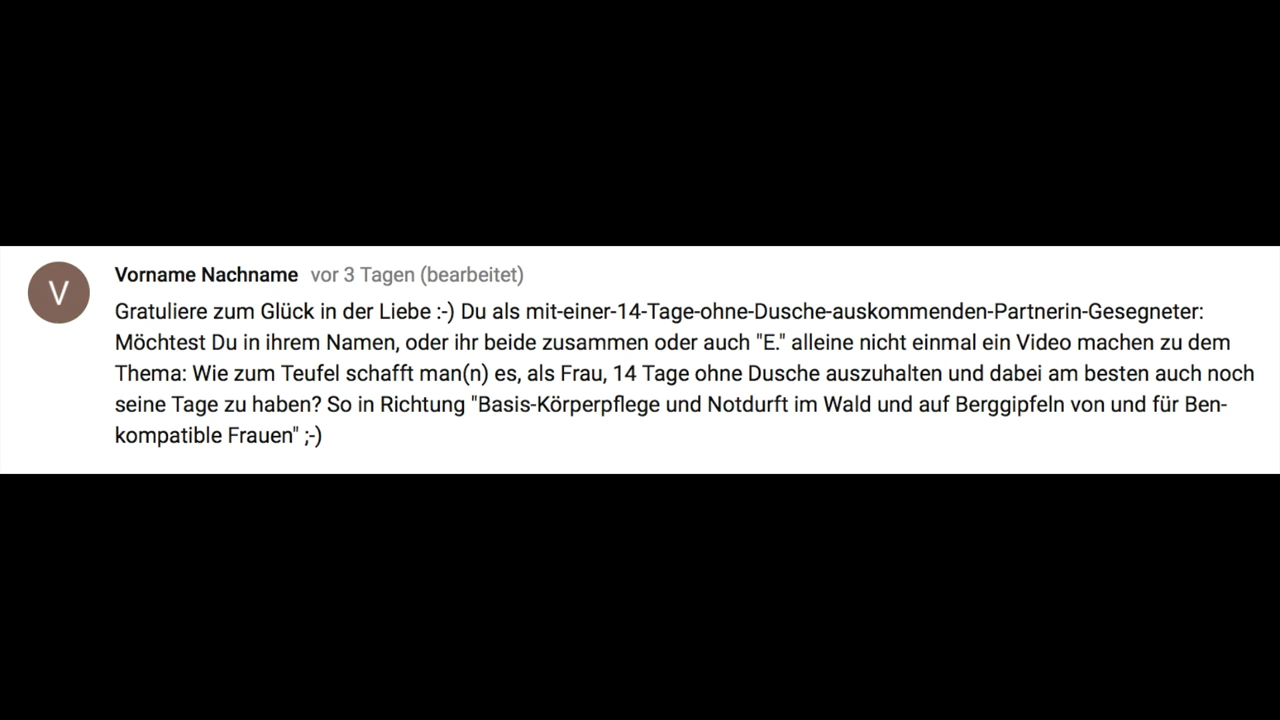 V
Vorname Nachname vor 3 Tagen (bearbeitet)
Gratuliere zum Glück in der Liebe :-) Du als mit-einer-14-Tage-ohne-Dusche-auskommenden-Partnerin-Gesegneter:
Möchtest Du in ihrem Namen, oder ihr beide zusammen oder auch "E." alleine nicht einmal ein Video machen zu dem
Thema: Wie zum Teufel schafft man(n) es, als Frau, 14 Tage ohne Dusche auszuhalten und dabei am besten auch noch
seine Tage zu haben? So in Richtung "Basis-Körperpflege und Notdurft im Wald und auf Berggipfeln von und für Ben-
kompatible Frauen" ;-)